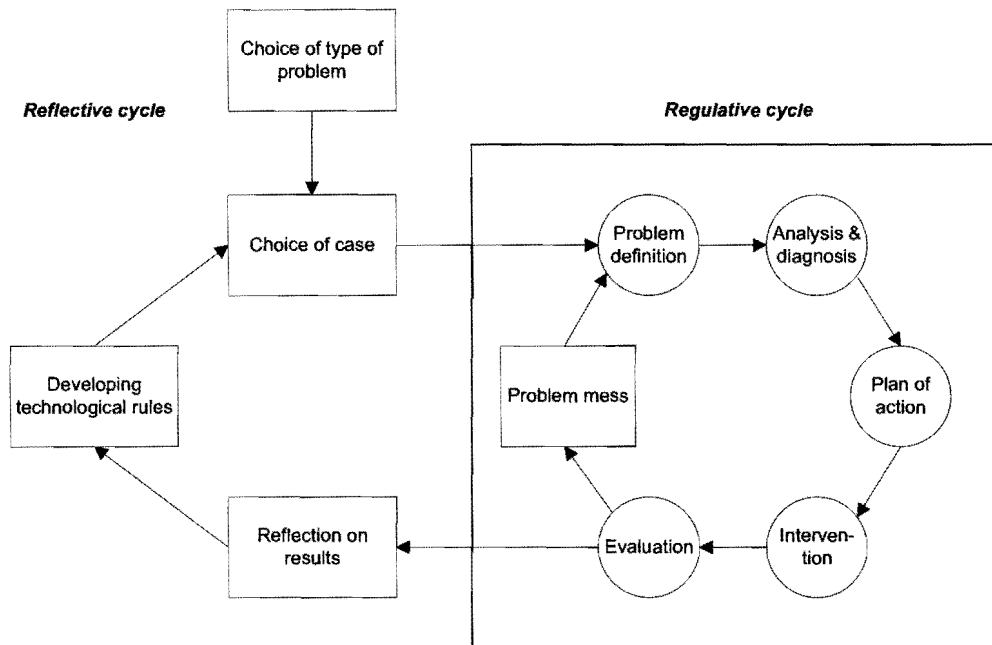 Choice of type of
problem
Reflective cycle
Regulative cycle
Choice of case
Problem
definition
Analysis &
diagnosis
Developing
technological rules
Problem mess
Plan of
action
Reflection on
results
Evaluation
Interven-
tion